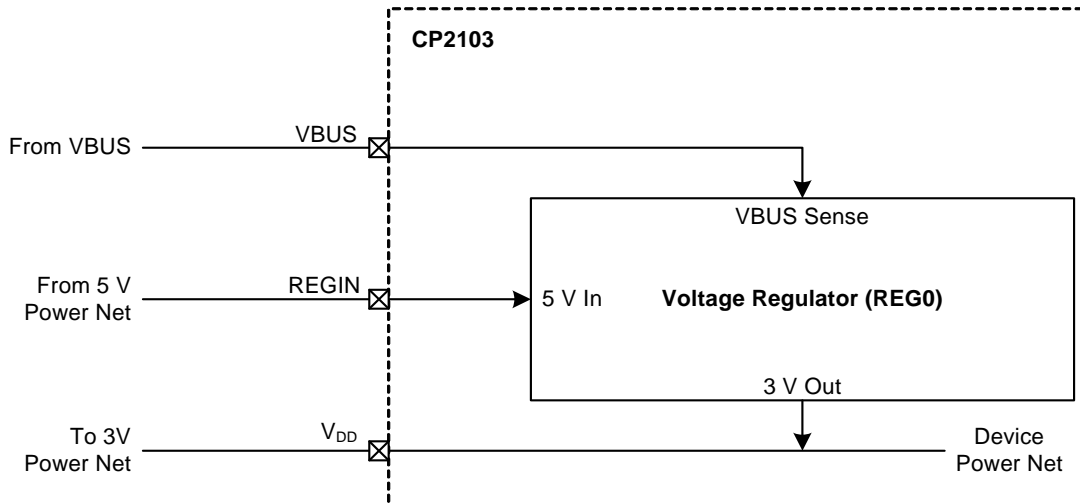 CP2103
From VBUS
VBUS
VBUS Sense
From 5 V
Power Net
REGIN
5 V In
Voltage Regulator (REG0)
3 V Out
To 3V
Power Net
VDD
Device
Power Net